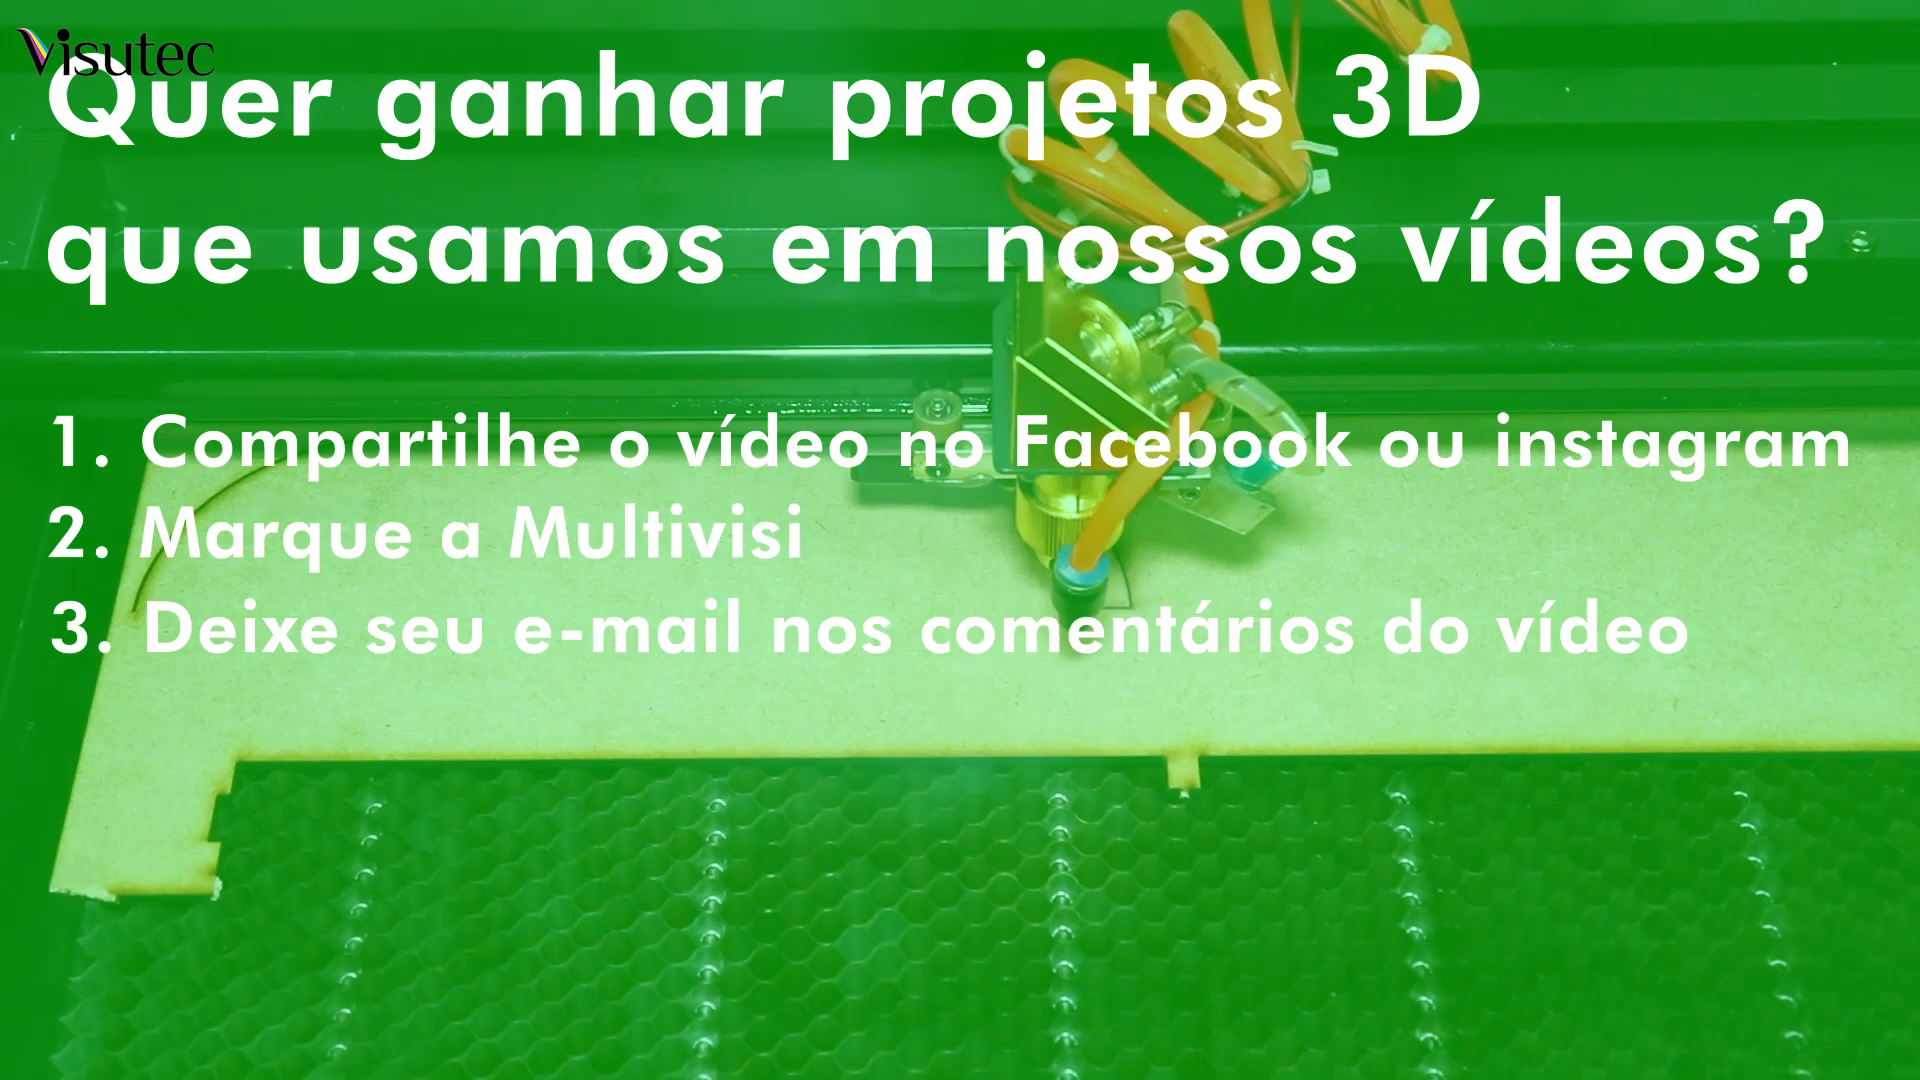 Visutec
Quer ganhar projetos 3D
que usamos em nossos vídeos?
1. Compartilhe o vídeo no Facebook ou instagram
2. Marque a Multivisi
3. Deixe seu e-mail nos comentários do vídeo